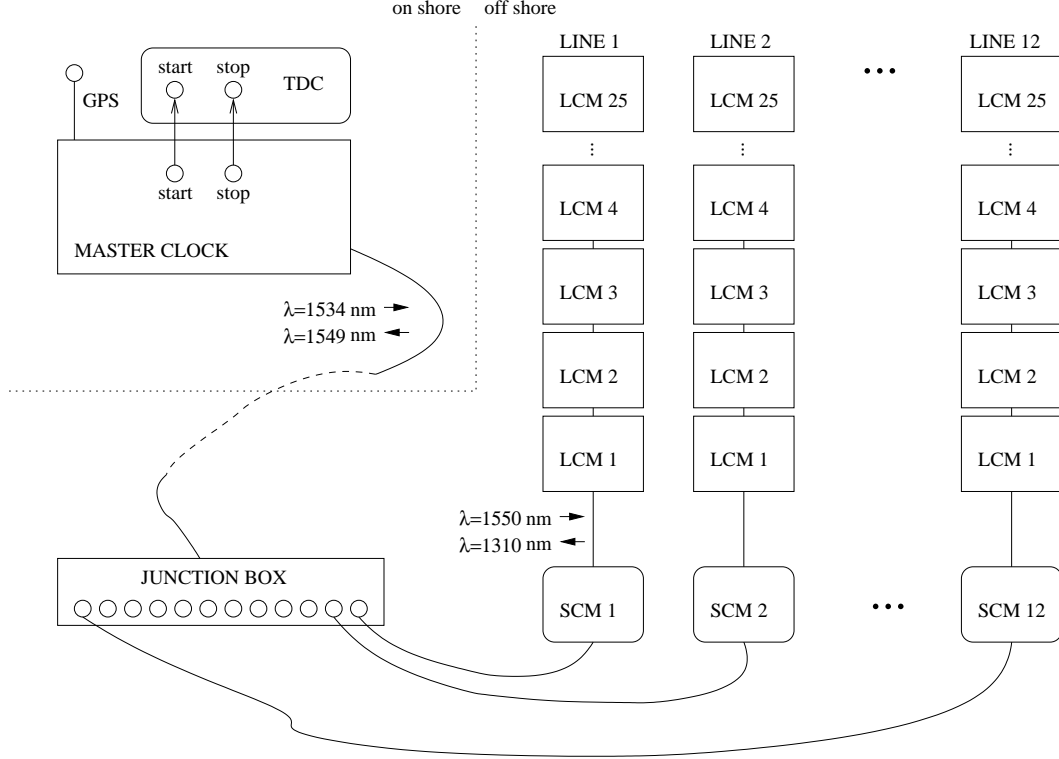 on shore off shore
start stop
TDC
GPS
start stop
MASTER CLOCK
λ=1534 nm
λ=1549 nm
LINE 1 LINE 2 LINE 12
LCM 25 LCM 25 LCM 25
LCM 4 LCM 4 LCM 4
LCM 3 LCM 3 LCM 3
LCM 2 LCM 2 LCM 2
LCM 1 LCM 1 LCM 1
λ=1550 nm
λ=1310 nm
JUNCTION BOX
SCM 1 SCM 2 SCM 12